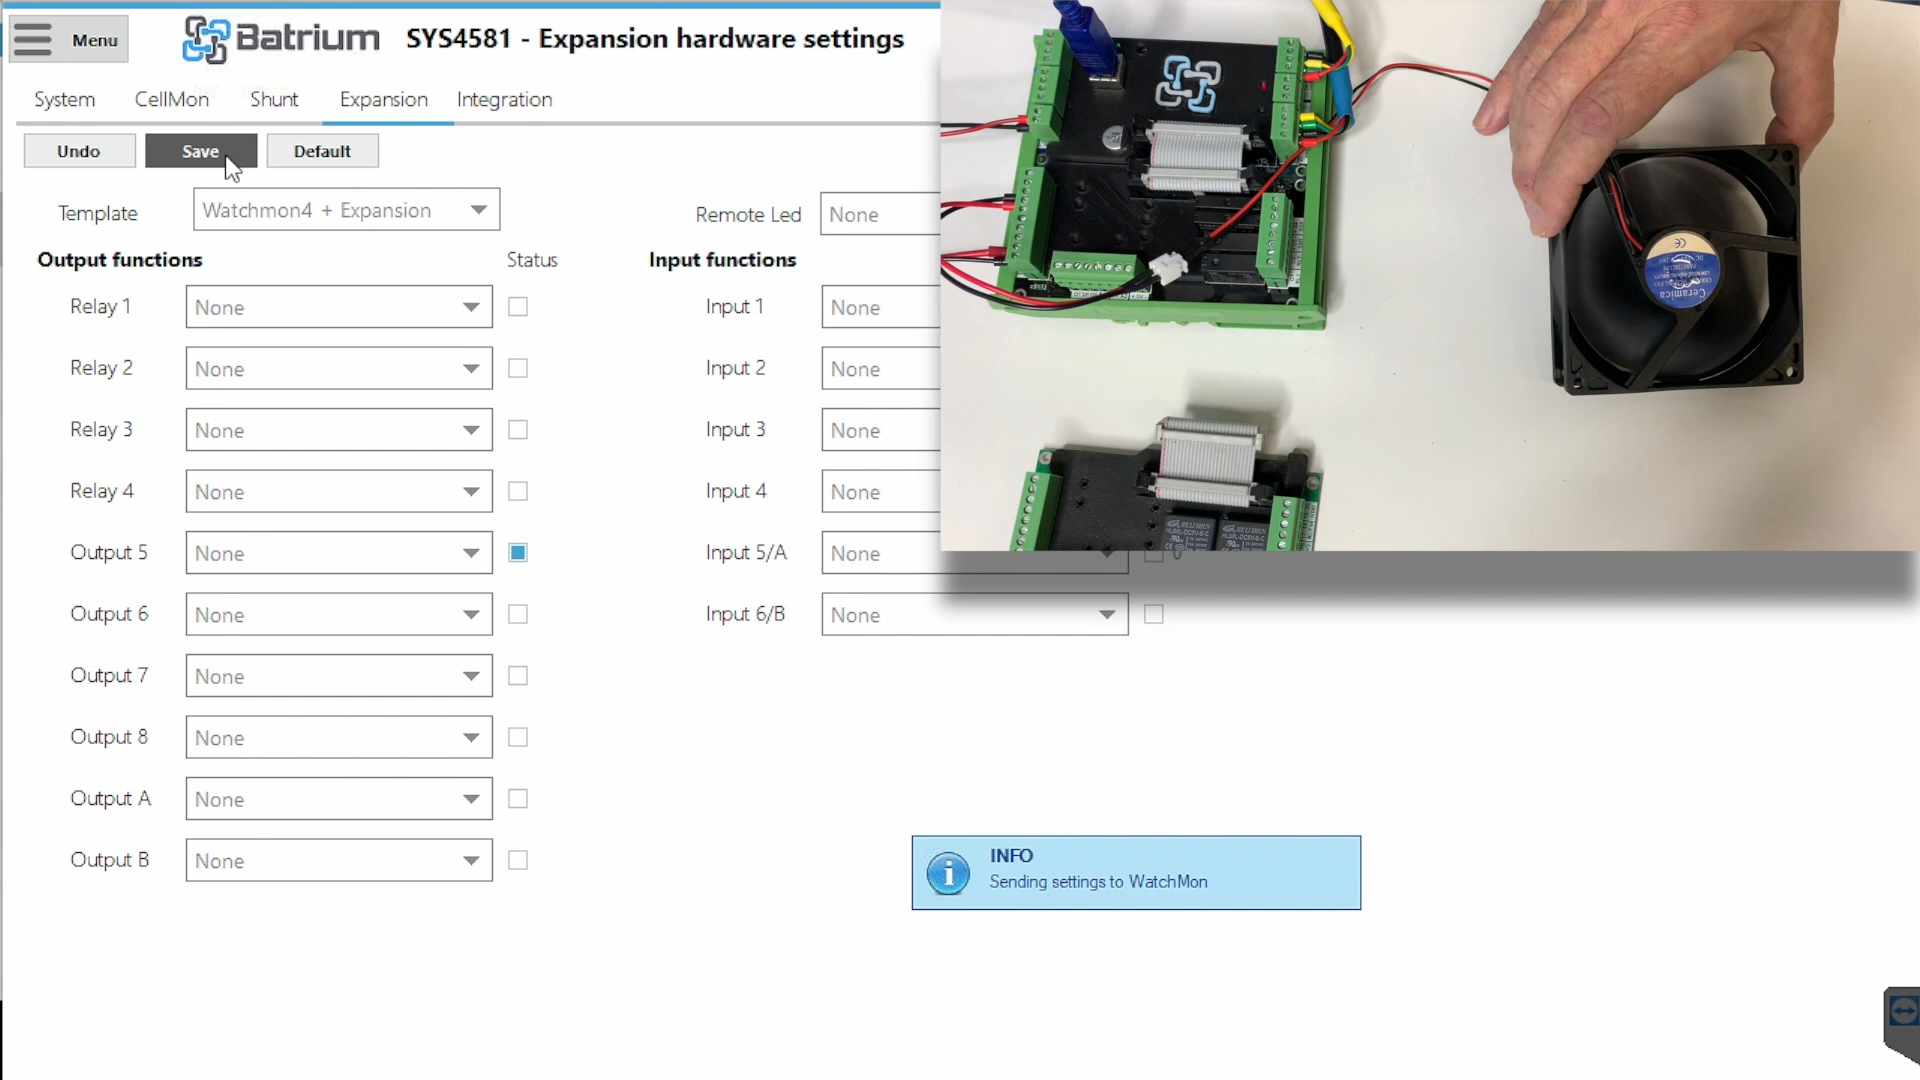 Menu
Batrium
SYS4581 - Expansion hardware settings
System CellMon Shunt Expansion Integration
Undo Save Default
Template Watchmon4 + Expansion Remote Led None
Output functions Status Input functions
Relay 1 None Input 1 None
Relay 2 None Input 2 None
Relay 3 None Input 3 None
Relay 4 None Input 4 None
Output 5 None Input 5/A None
Output 6 None Input 6/B None
Output 7 None
Output 8 None
Output A None
Output B None
INFO
Sending settings to WatchMon
Ceramica
CE